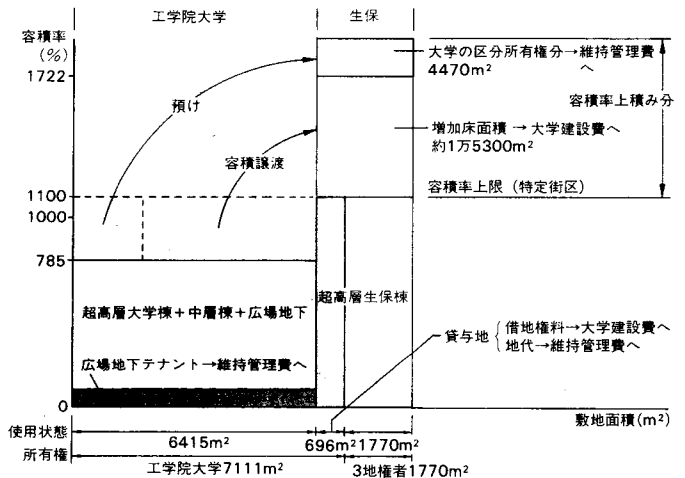 工学院大学
生保
容積率
(%)
1722
1100
1000
785
0
預け
容積譲渡
大学の区分所有権分→維持管理費へ
4470m²
容積率上積み分
増加床面積→大学建設費へ
約1万5300m²
容積率上限(特定街区)
超高層大学棟+中層棟+広場地下
超高層生保棟
広場地下テナント→維持管理費へ
貸与地
借地権料→大学建設費へ
地代→維持管理費へ
敷地面積(m²)
使用状態
6415m²
696m²
1770m²
所有権
工学院大学7111m²
3地権者1770m²